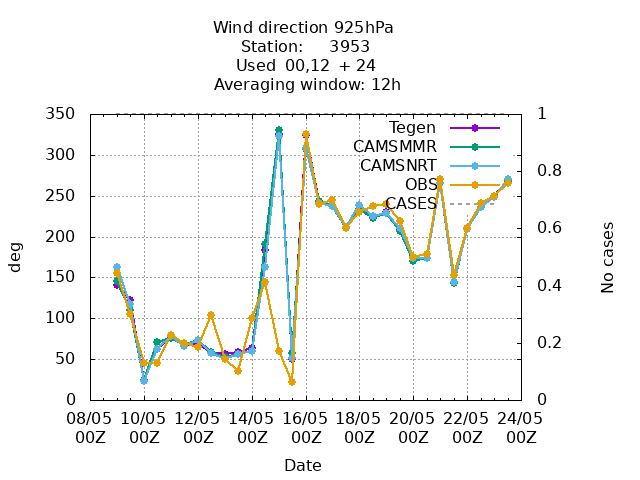 Wind direction 925hPa
Station: 3953
Used 00,12 + 24
Averaging window: 12h
350
300
250
200
150
100
50
0
deg
1
0.8
0.6
0.4
0.2
0
No cases
Tegen
CAMSMMR
CAMSNRT
OBS
CASES
08/05 10/05 12/05 14/05 16/05 18/05 20/05 22/05 24/05
00Z 00Z 00Z 00Z 00Z 00Z 00Z 00Z 00Z
Date